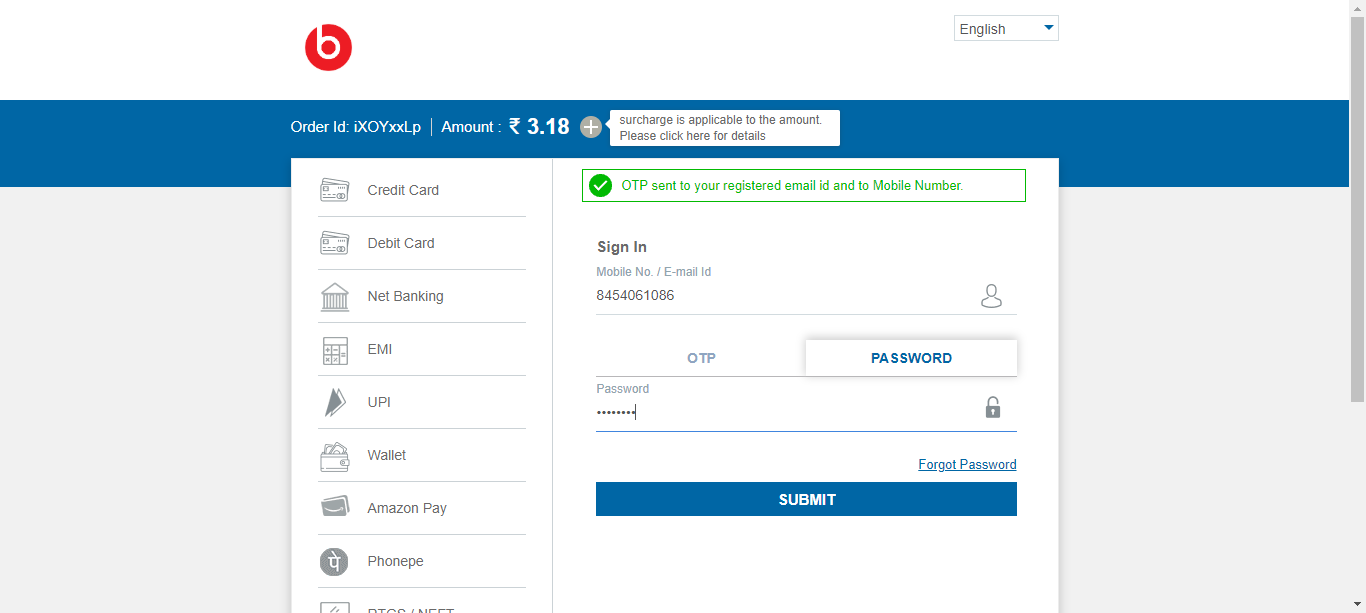 b
English
Order Id: iXOYxxLp
Amount : ₹ 3.18
surcharge is applicable to the amount.
Please click here for details
Credit Card
Debit Card
Net Banking
EMI
UPI
Wallet
Amazon Pay
Phonepe
RTGS / NEFT
OTP sent to your registered email id and to Mobile Number.
Sign In
Mobile No. / E-mail Id
8454061086
OTP
PASSWORD
Password
••••••••
Forgot Password
SUBMIT